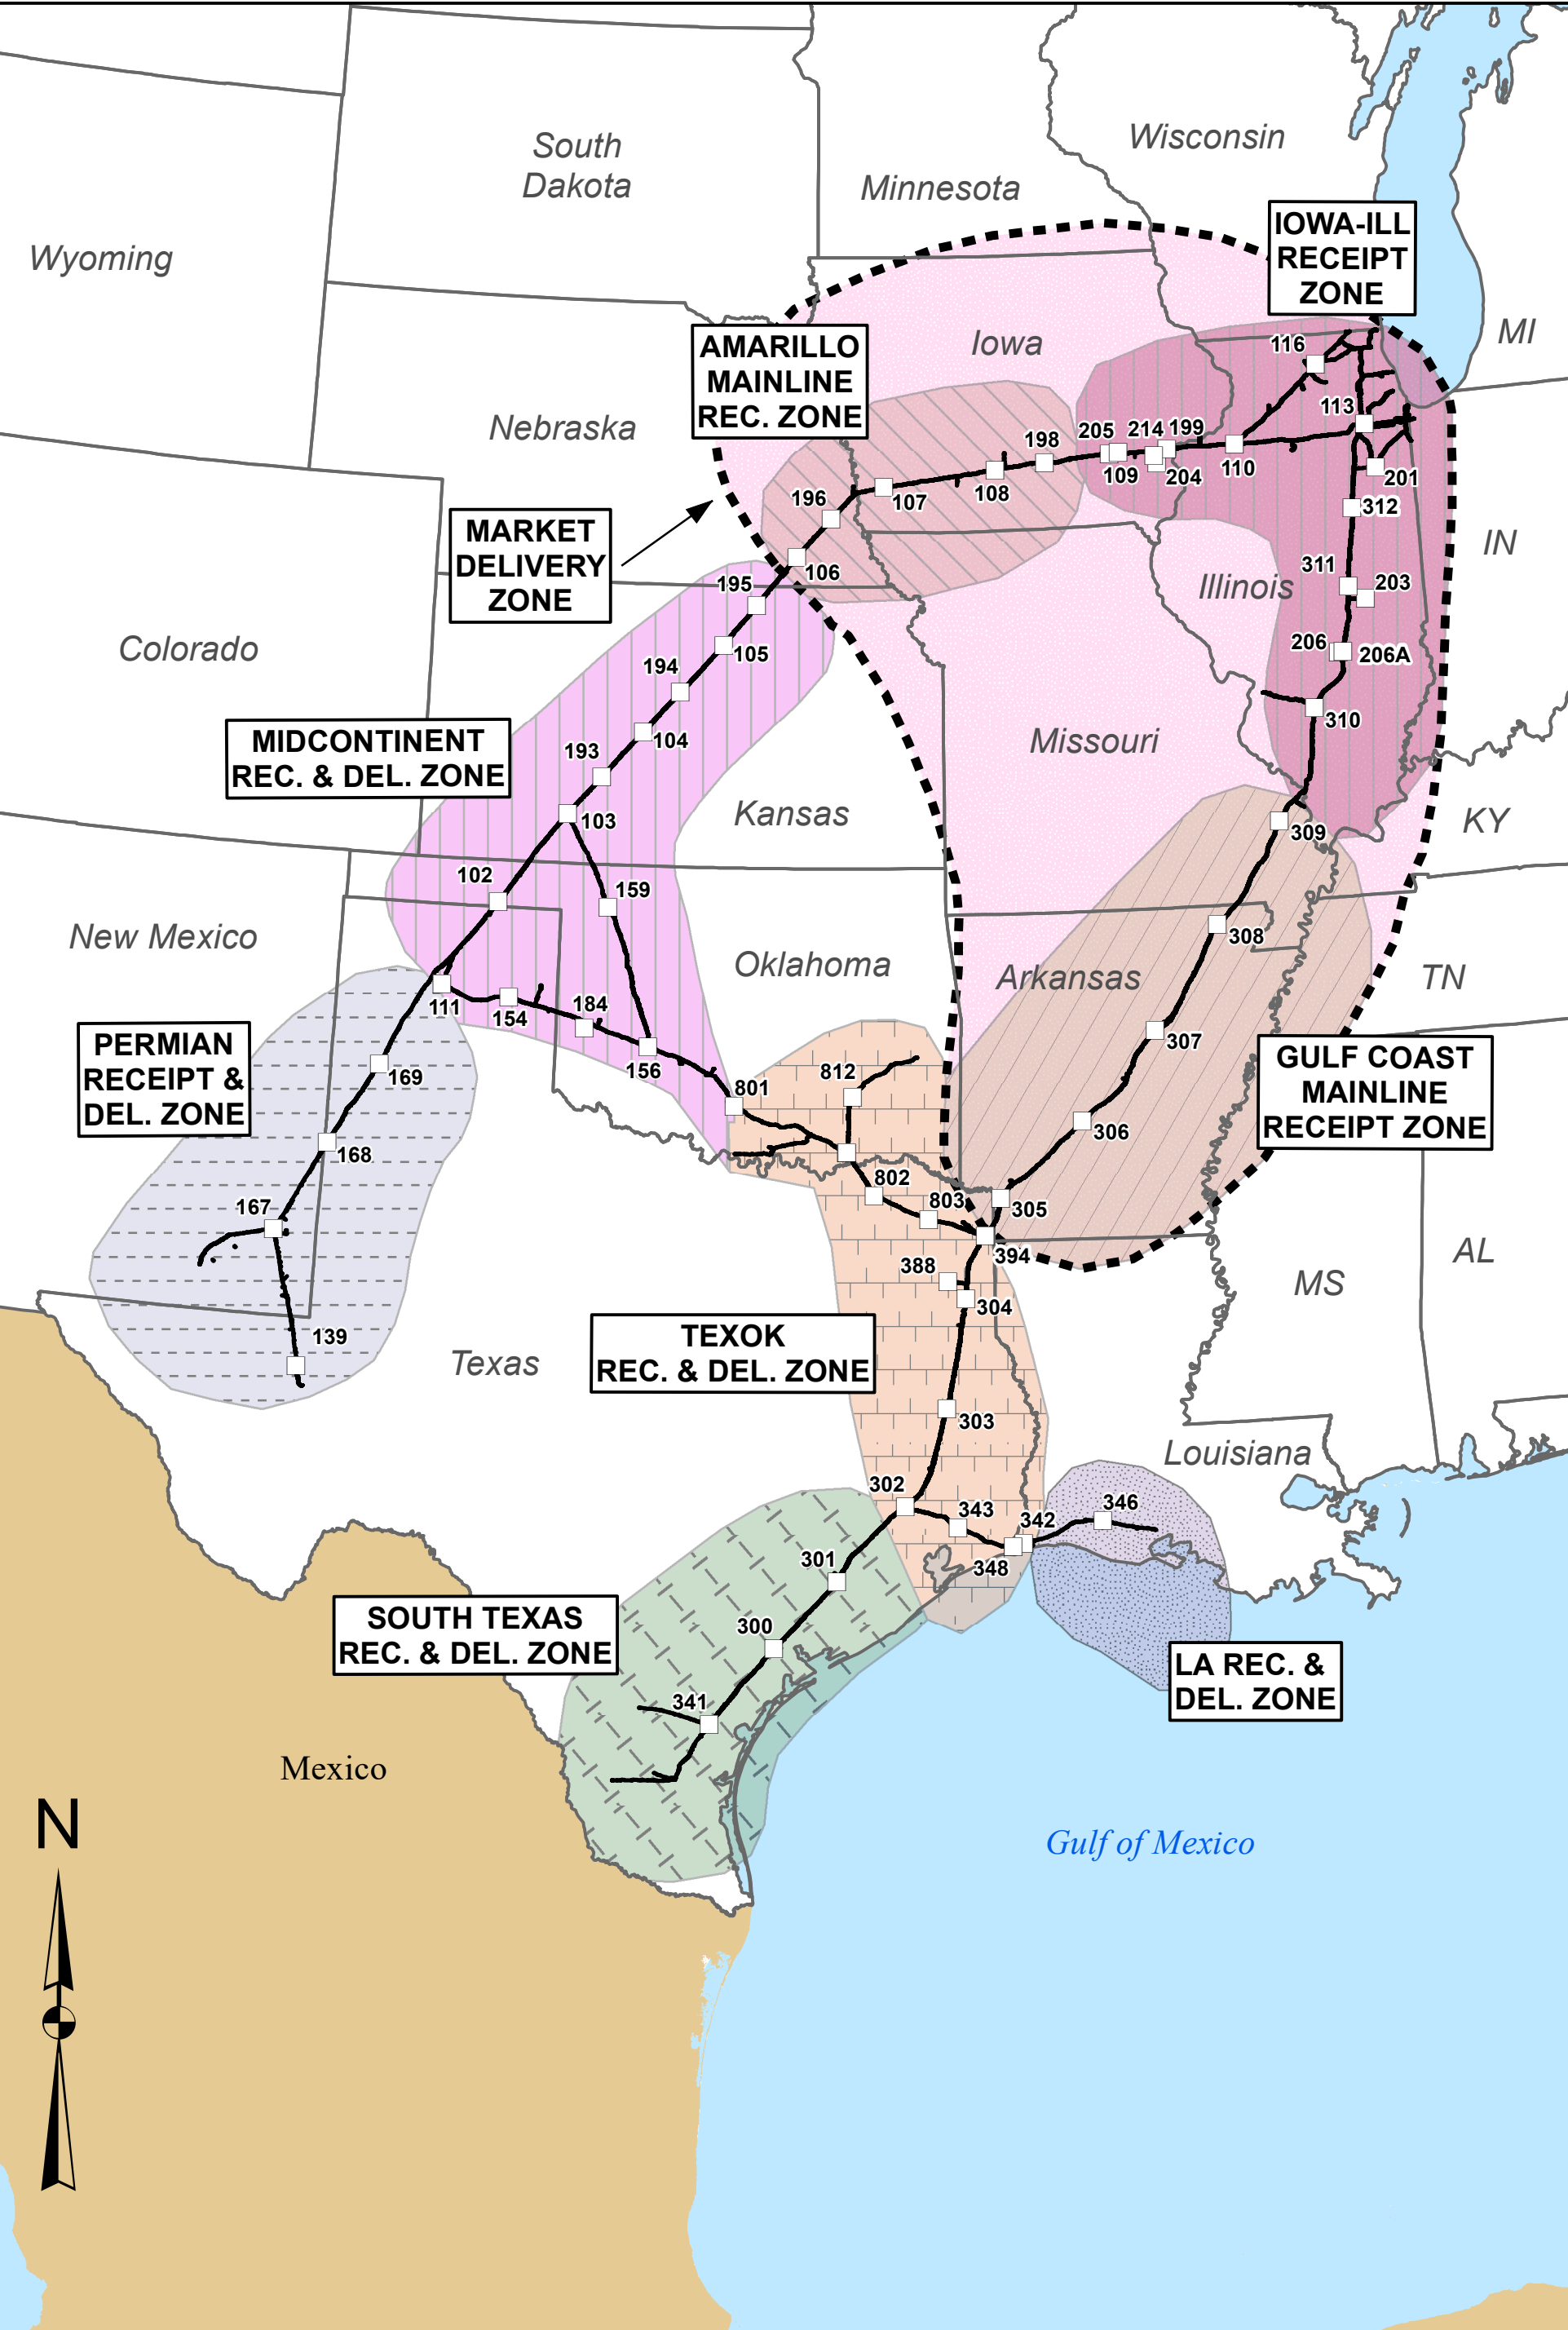 South
Dakota
Wisconsin
Minnesota
Wyoming
IOWA-ILL
RECEIPT
ZONE
MI
Iowa
AMARILLO
MAINLINE
REC. ZONE
116
Nebraska
113
205
214
199
198
110
109
204
201
108
107
196
312
MARKET
DELIVERY
ZONE
IN
106
195
311
203
Illinois
Colorado
105
206
206A
194
310
104
Missouri
MIDCONTINENT
REC. & DEL. ZONE
193
Kansas
103
309
KY
102
159
New Mexico
308
Oklahoma
Arkansas
TN
111
154
184
PERMIAN
RECEIPT &
DEL. ZONE
307
156
812
GULF COAST
MAINLINE
RECEIPT ZONE
169
801
306
168
802
167
803
305
394
AL
388
MS
304
139
TEXOK
REC. & DEL. ZONE
Texas
303
Louisiana
302
343
346
342
301
348
SOUTH TEXAS
REC. & DEL. ZONE
300
LA REC. &
DEL. ZONE
341
Mexico
N
Gulf of Mexico